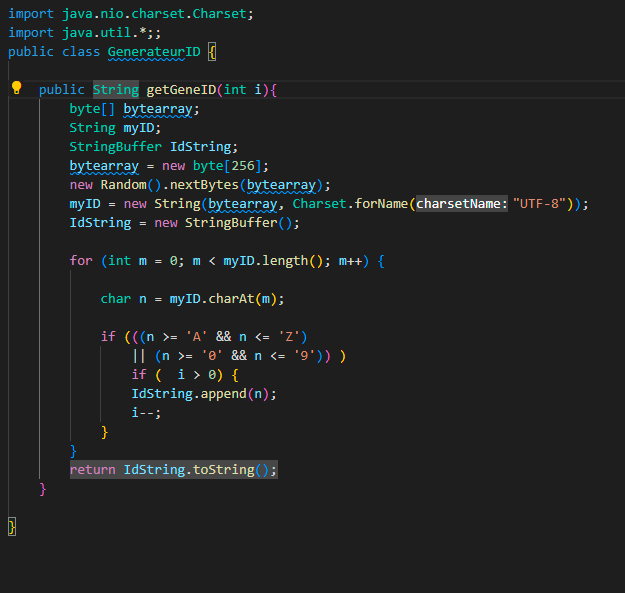 import java.nio.charset.Charset;
import java.util.*;;
public class GenerateurID {
public String getGeneID(int i){
byte[] bytearray;
String myID;
StringBuffer IdString;
bytearray = new byte[256];
new Random().nextBytes(bytearray);
myID = new String(bytearray, Charset.forName(charsetName: "UTF-8"));
IdString = new StringBuffer();
for (int m = 0; m < myID.length(); m++) {
char n = myID.charAt(m);
if (((n >= 'A' && n <= 'Z')
|| (n >= '0' && n <= '9')) )
if (  i > 0) {
IdString.append(n);
i--;
}
}
return IdString.toString();
}
}